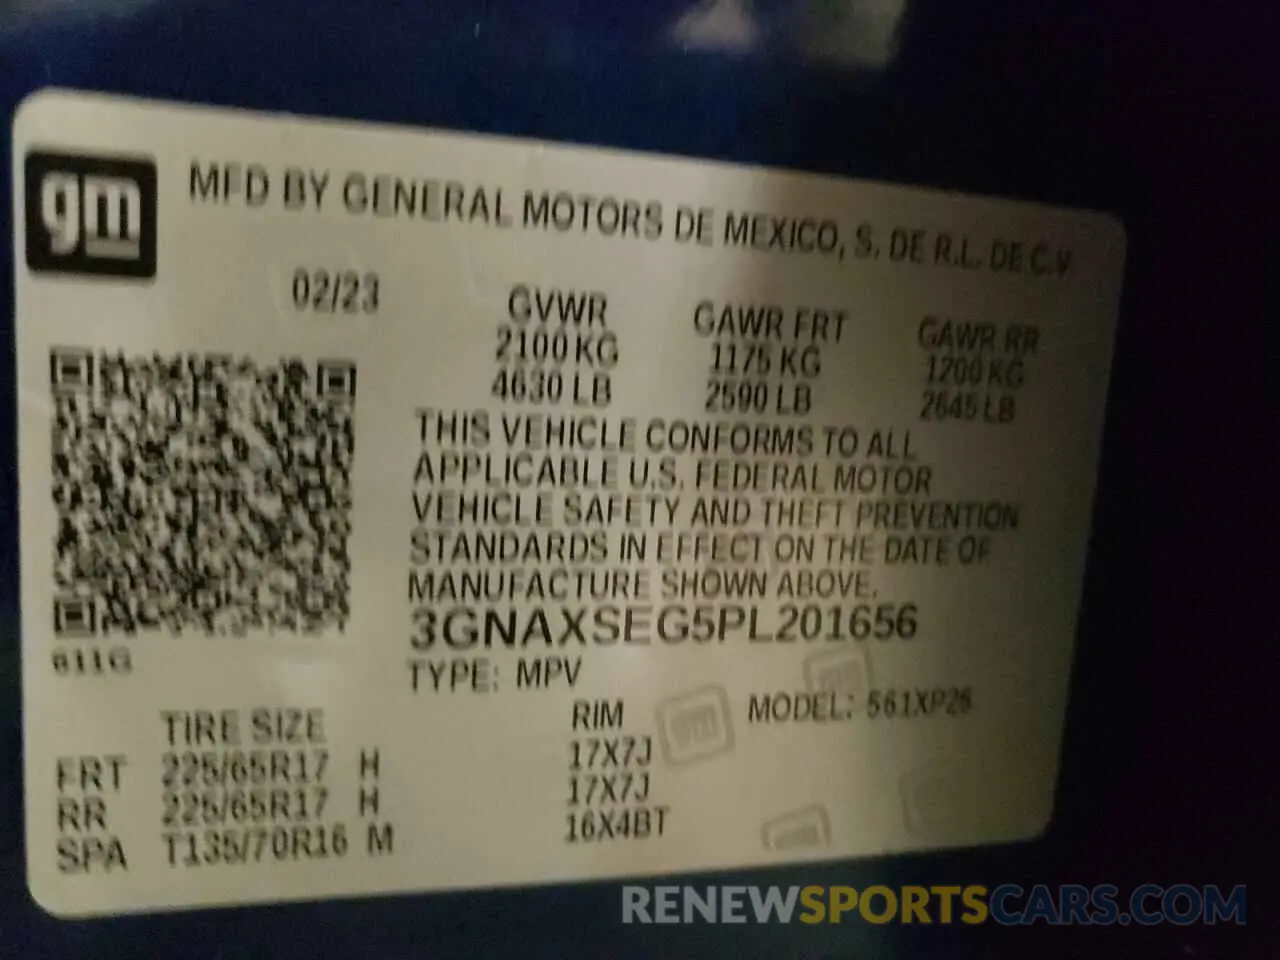 gm
MFD BY GENERAL MOTORS DE MEXICO, S. DE R.L. DE C.V.
02/23
GVWR GAWR FRT GAWR RR
2100 KG 1175 KG 1200 KG
4630 LB 2590 LB 2645 LB
THIS VEHICLE CONFORMS TO ALL
APPLICABLE U.S. FEDERAL MOTOR
VEHICLE SAFETY AND THEFT PREVENTION
STANDARDS IN EFFECT ON THE DATE OF
MANUFACTURE SHOWN ABOVE.
3GNAXSEG5PL201656
611G
TYPE: MPV
MODEL: 561XP26
TIRE SIZE RIM
FRT 225/65R17 H 17X7J
RR 225/65R17 H 17X7J
SPA T135/70R16 M 16X4BT
gm
RENEWSPORTSCARS.COM